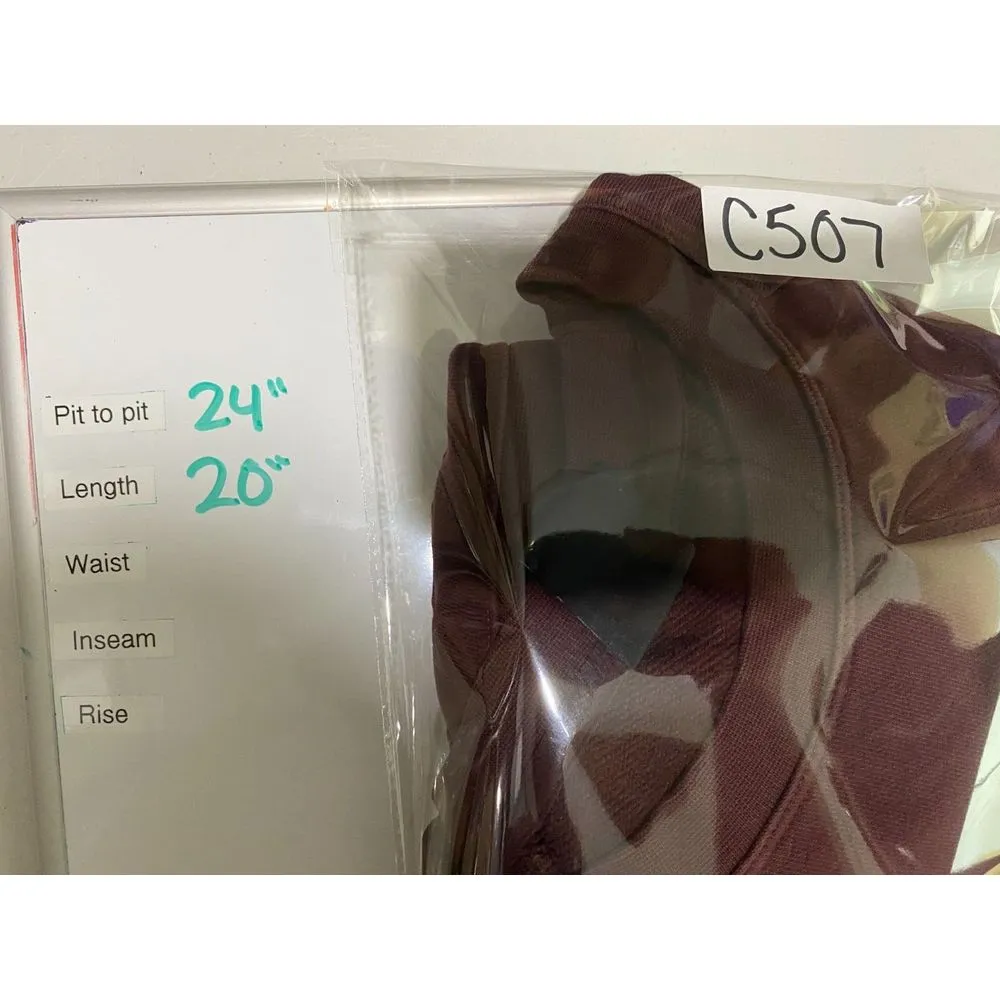 C507
Pit to pit 24"
Length 20"
Waist
Inseam
Rise